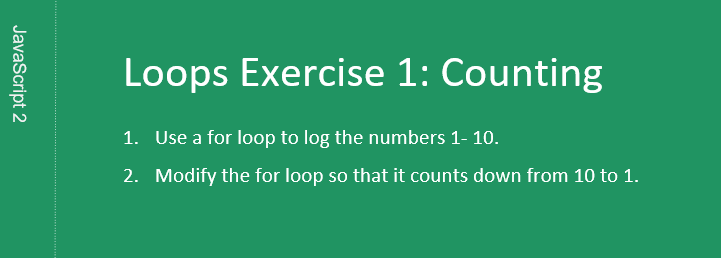 JavaScript 2
Loops Exercise 1: Counting
1. Use a for loop to log the numbers 1- 10.
2. Modify the for loop so that it counts down from 10 to 1.